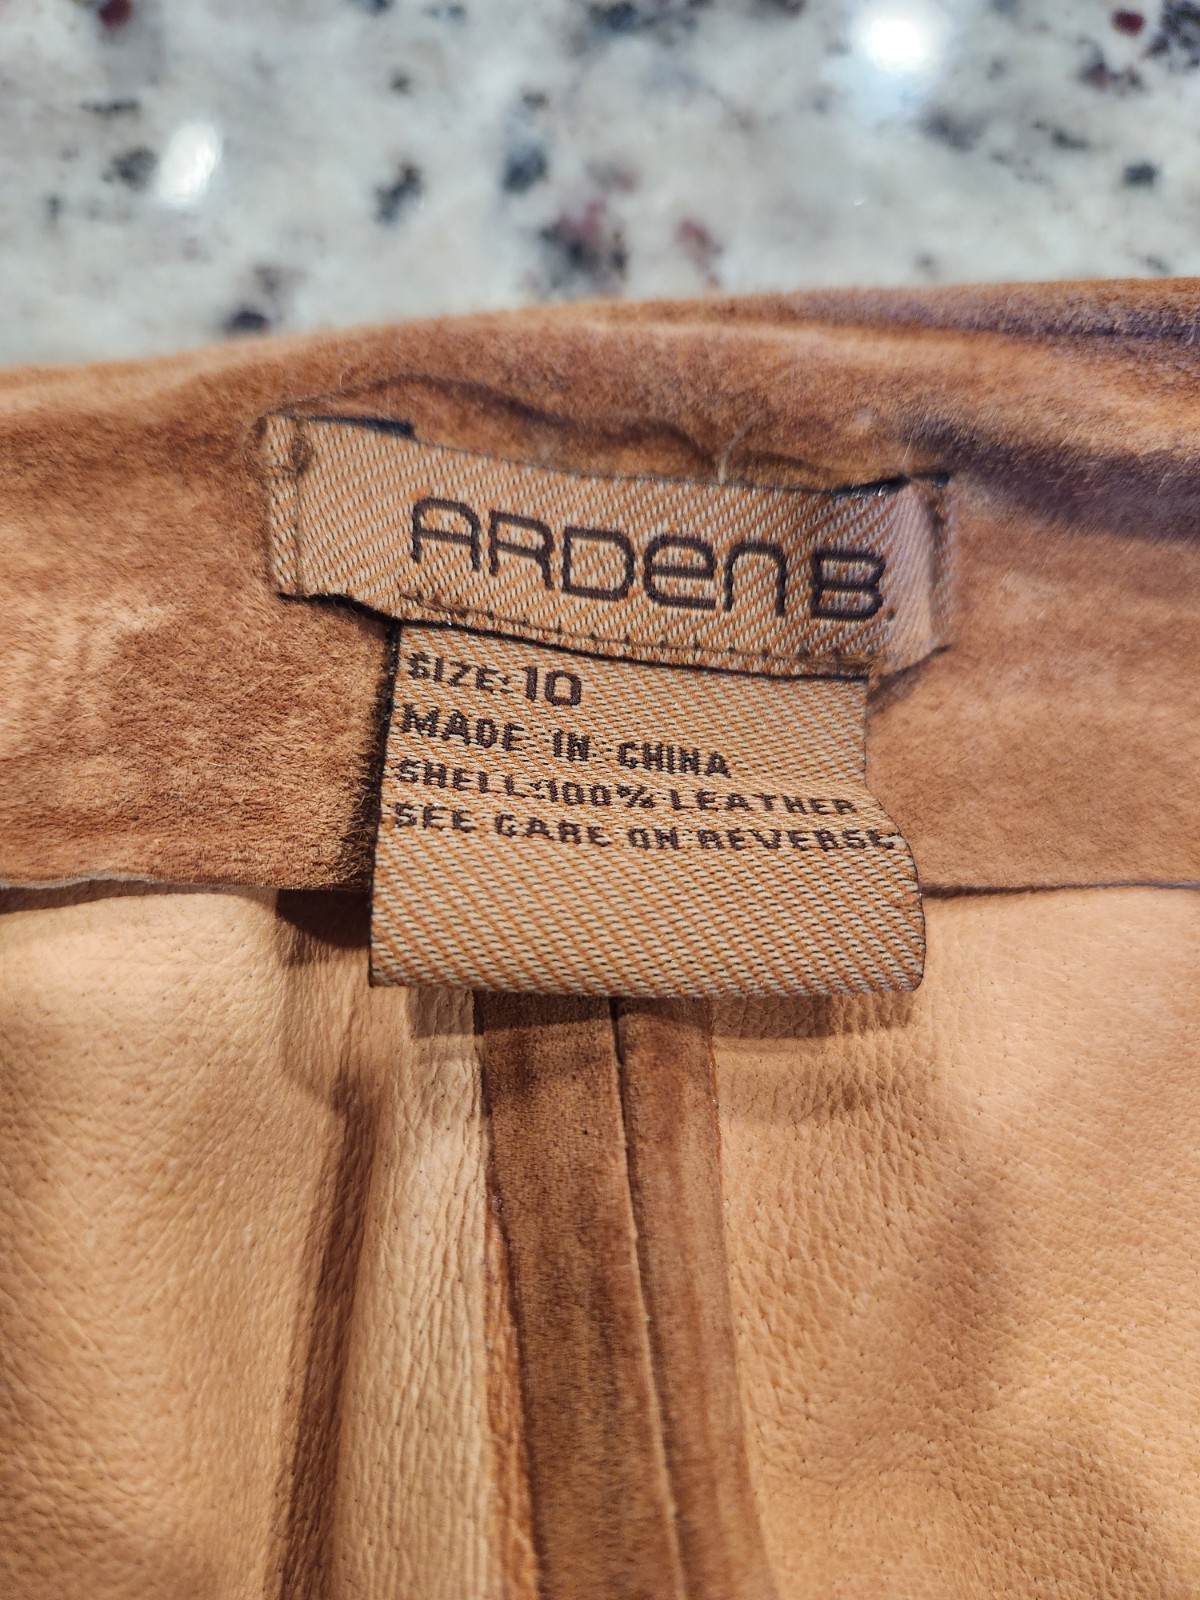 ARDEN B.
SIZE: 10
MADE IN CHINA
SHELL:100% LEATHER
SEE CARE ON REVERSE